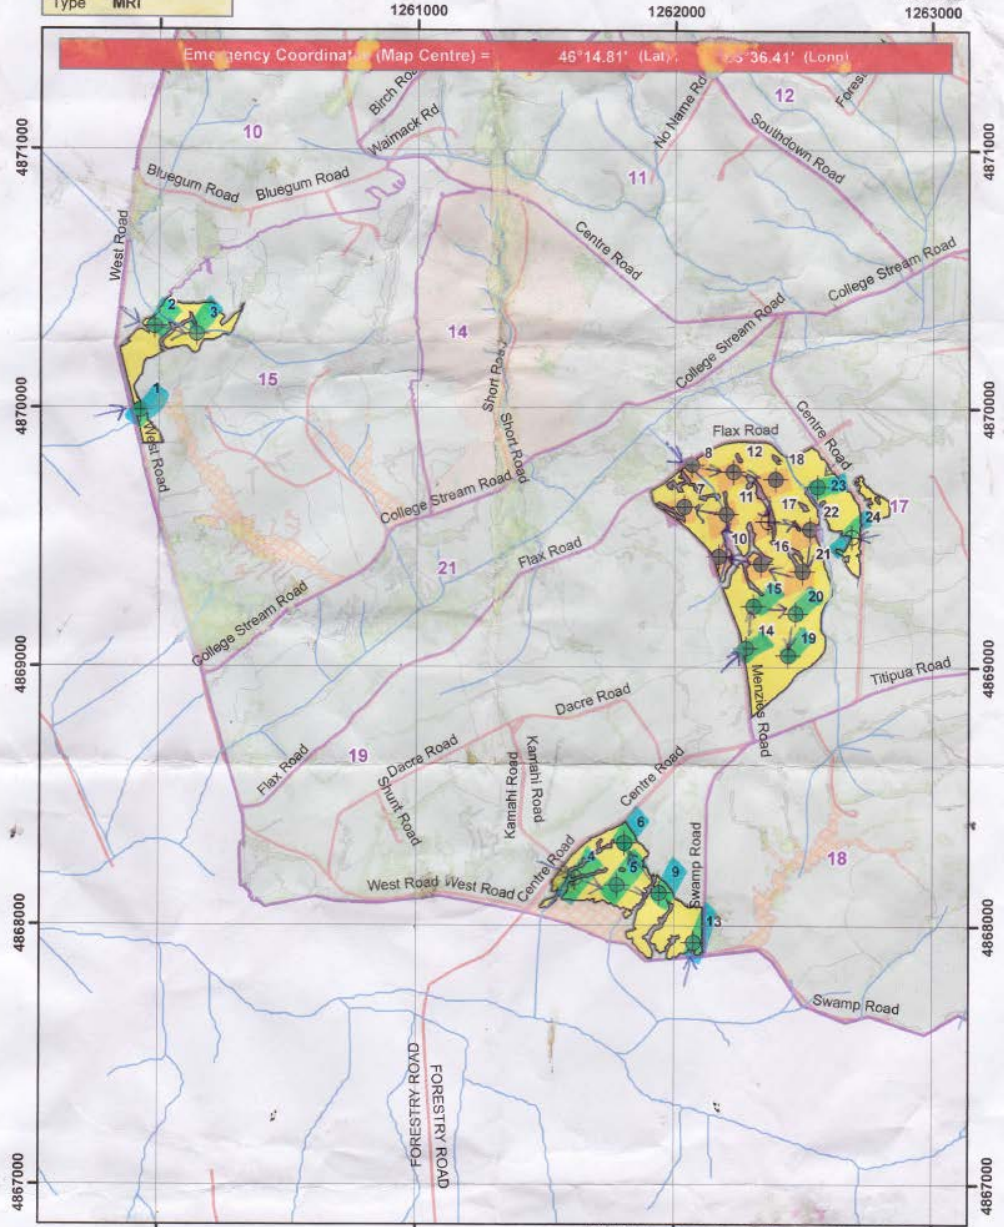 Type MRI
1261000 1262000 1263000
Emergency Coordinates (Map Centre) = 46°14.81' (Lat), 36.41' (Long)
12
10
Birch Road
Waimack Rd
No Name Rd
Southdown Road
4871000
4871000
11
Bluegum Road Bluegum Road
West Road
Centre Road
College Stream Road
2 3
14
15
Short Road
College Stream Road
1
4870000
4870000
West Road
Short Road
Centre Road
Flax Road
8 12 18
7 11 17 23
22 24 17
College Stream Road
10 16 21
Flax Road
21
15 20
College Stream Road
14 19
4869000
4869000
Menzies Road
Titipua Road
Dacre Road
19
Flax Road
Dacre Road
Kamahi Road
Kamahi Road
Centre Road
Shunt Road
6
Swamp Road
18
4 5 9
Centre Road
West Road West Road
13
4868000
4868000
Swamp Road
FORESTRY ROAD
FORESTRY ROAD
4867000
4867000